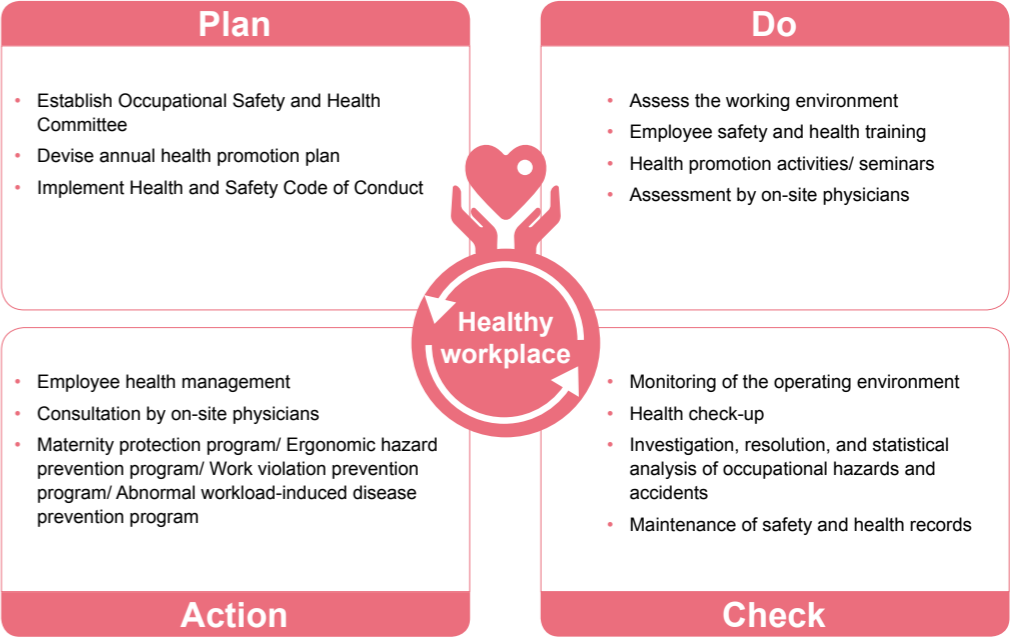 Plan
• Establish Occupational Safety and Health
Committee
• Devise annual health promotion plan
• Implement Health and Safety Code of Conduct
Do
• Assess the working environment
• Employee safety and health training
• Health promotion activities/ seminars
• Assessment by on-site physicians
Healthy
workplace
• Employee health management
• Consultation by on-site physicians
• Maternity protection program/ Ergonomic hazard
prevention program/ Work violation prevention
program/ Abnormal workload-induced disease
prevention program
Action
• Monitoring of the operating environment
• Health check-up
• Investigation, resolution, and statistical
analysis of occupational hazards and
accidents
• Maintenance of safety and health records
Check